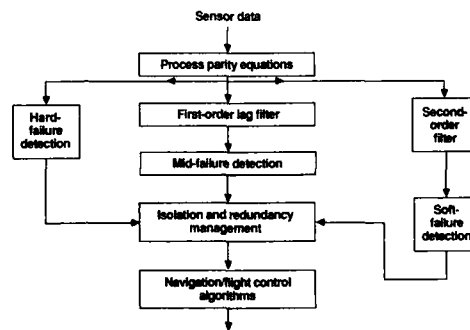 Sensor data
Process parity equations
Hard-
failure
detection
First-order lag filter
Second-
order
filter
Mid-failure detection
Isolation and redundancy
management
Soft-
failure
detection
Navigation/flight control
algorithms